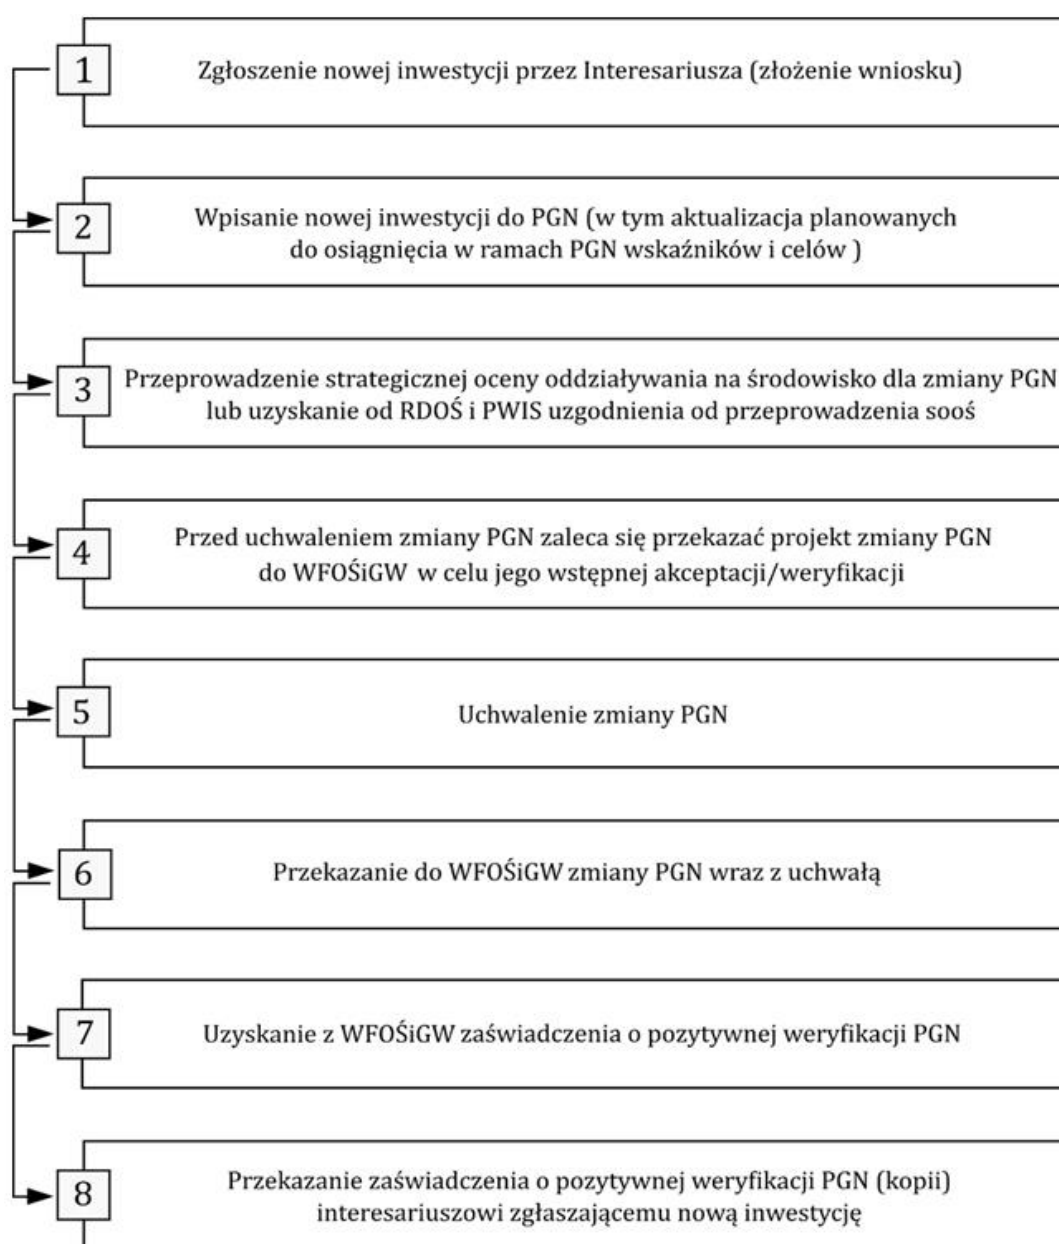 1
Zgłoszenie nowej inwestycji przez Interesariusza (złożenie wniosku)
2
Wpisanie nowej inwestycji do PGN (w tym aktualizacja planowanych
do osiągnięcia w ramach PGN wskaźników i celów )
3
Przeprowadzenie strategicznej oceny oddziaływania na środowisko dla zmiany PGN
lub uzyskanie od RDOŚ i PWIS uzgodnienia od przeprowadzenia sooś
4
Przed uchwaleniem zmiany PGN zaleca się przekazać projekt zmiany PGN
do WFOŚiGW w celu jego wstępnej akceptacji/weryfikacji
5
Uchwalenie zmiany PGN
6
Przekazanie do WFOŚiGW zmiany PGN wraz z uchwałą
7
Uzyskanie z WFOŚiGW zaświadczenia o pozytywnej weryfikacji PGN
8
Przekazanie zaświadczenia o pozytywnej weryfikacji PGN (kopii)
interesariuszowi zgłaszającemu nową inwestycję